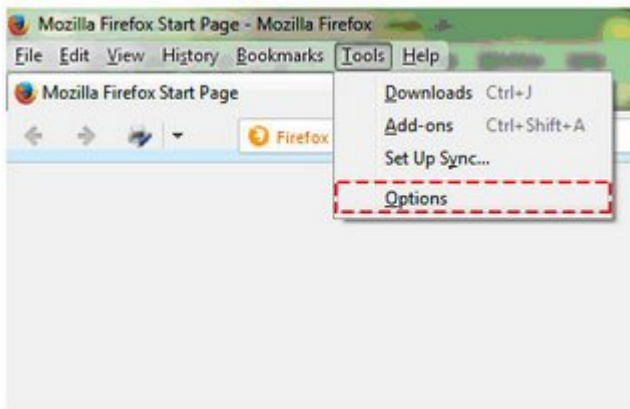 Mozilla Firefox Start Page - Mozilla Firefox
File Edit View History Bookmarks Tools Help
Mozilla Firefox Start Page
Downloads Ctrl+J
Firefox
Add-ons Ctrl+Shift+A
Set Up Sync...
Options